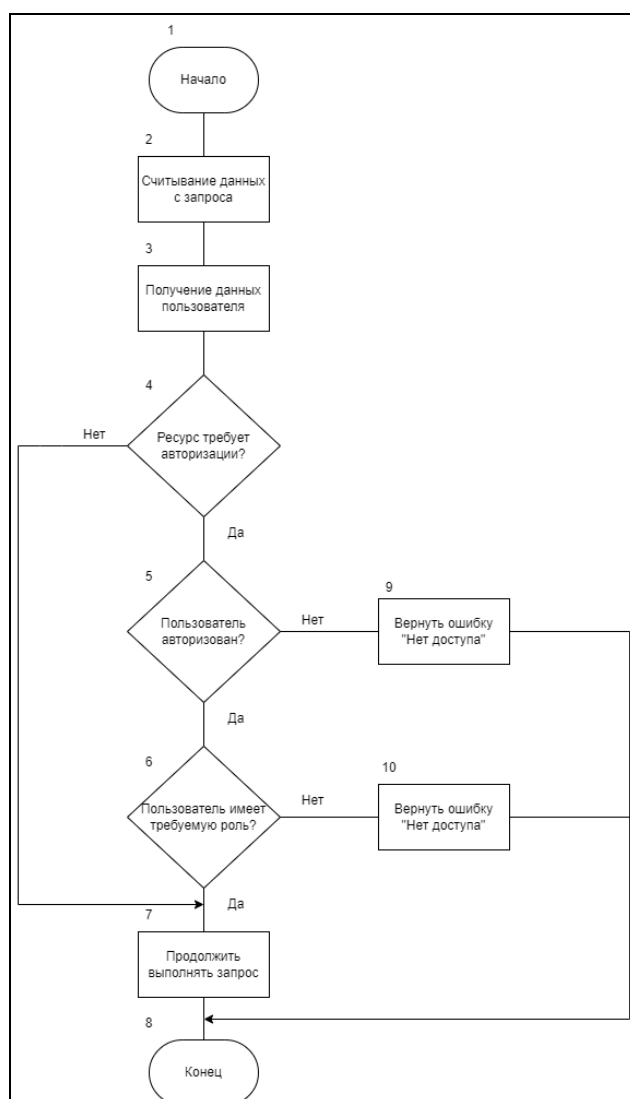 1
Начало
2
Считывание данных
с запроса
3
Получение данных
пользователя
4
Нет
Ресурс требует
авторизации?
Да
5
Пользователь
авторизован?
Нет
9
Вернуть ошибку
"Нет доступа"
Да
6
Пользователь имеет
требуемую роль?
Нет
10
Вернуть ошибку
"Нет доступа"
Да
7
Продолжить
выполнять запрос
8
Конец